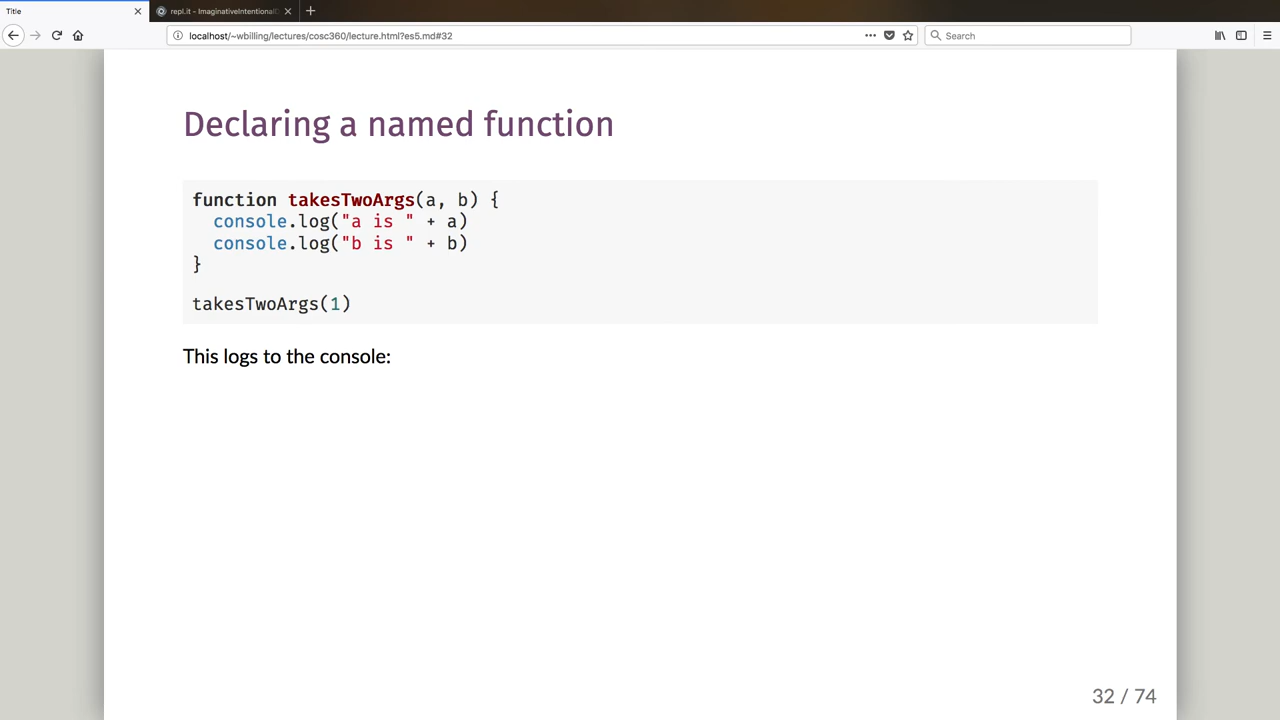 Title
repl.it - ImaginativeIntentional
localhost/~wbilling/lectures/cosc360/lecture.html?es5.md#32
Search
Declaring a named function
function takesTwoArgs(a, b) {
  console.log("a is " + a)
  console.log("b is " + b)
}
takesTwoArgs(1)
This logs to the console:
32 / 74